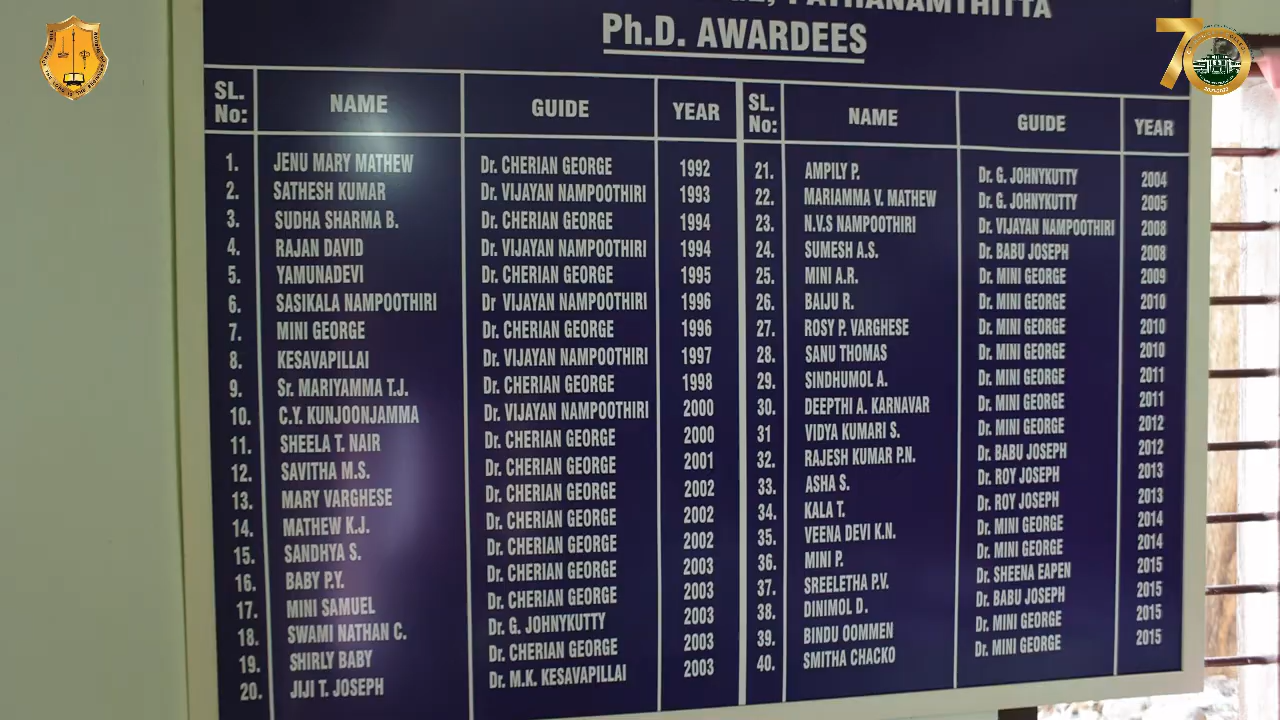 PATHANAMTHITTA
Ph.D. AWARDEES
SL. No: NAME GUIDE YEAR
1. JENU MARY MATHEW Dr. CHERIAN GEORGE 1992
2. SATHESH KUMAR Dr. VIJAYAN NAMPOOTHIRI 1993
3. SUDHA SHARMA B. Dr. CHERIAN GEORGE 1994
4. RAJAN DAVID Dr. VIJAYAN NAMPOOTHIRI 1994
5. YAMUNADEVI Dr. CHERIAN GEORGE 1995
6. SASIKALA NAMPOOTHIRI Dr VIJAYAN NAMPOOTHIRI 1996
7. MINI GEORGE Dr. CHERIAN GEORGE 1996
8. KESAVAPILLAI Dr. VIJAYAN NAMPOOTHIRI 1997
9. Sr. MARIYAMMA T.J. Dr. CHERIAN GEORGE 1998
10. C.Y. KUNJOONJAMMA Dr. VIJAYAN NAMPOOTHIRI 2000
11. SHEELA T. NAIR Dr. CHERIAN GEORGE 2000
12. SAVITHA M.S. Dr. CHERIAN GEORGE 2001
13. MARY VARGHESE Dr. CHERIAN GEORGE 2002
14. MATHEW K.J. Dr. CHERIAN GEORGE 2002
15. SANDHYA S. Dr. CHERIAN GEORGE 2002
16. BABY P.Y. Dr. CHERIAN GEORGE 2003
17. MINI SAMUEL Dr. CHERIAN GEORGE 2003
18. SWAMI NATHAN C. Dr. G. JOHNYKUTTY 2003
19. SHIRLY BABY Dr. CHERIAN GEORGE 2003
20. JIJI T. JOSEPH Dr. M.K. KESAVAPILLAI 2003
SL. No: NAME GUIDE YEAR
21. AMPILY P. Dr. G. JOHNYKUTTY 2004
22. MARIAMMA V. MATHEW Dr. G. JOHNYKUTTY 2005
23. N.V.S NAMPOOTHIRI Dr. VIJAYAN NAMPOOTHIRI 2008
24. SUMESH A.S. Dr. BABU JOSEPH 2008
25. MINI A.R. Dr. MINI GEORGE 2009
26. BAIJU R. Dr. MINI GEORGE 2010
27. ROSY P. VARGHESE Dr. MINI GEORGE 2010
28. SANU THOMAS Dr. MINI GEORGE 2010
29. SINDHUMOL A. Dr. MINI GEORGE 2011
30. DEEPTHI A. KARNAVAR Dr. MINI GEORGE 2011
31 VIDYA KUMARI S. Dr. MINI GEORGE 2012
32. RAJESH KUMAR P.N. Dr. BABU JOSEPH 2012
33. ASHA S. Dr. ROY JOSEPH 2013
34. KALA T. Dr. ROY JOSEPH 2013
35. VEENA DEVI K.N. Dr. MINI GEORGE 2014
36. MINI P. Dr. MINI GEORGE 2014
37. SREELETHA P.V. Dr. SHEENA EAPEN 2015
38. DINIMOL D. Dr. BABU JOSEPH 2015
39. BINDU OOMMEN Dr. MINI GEORGE 2015
40. SMITHA CHACKO Dr. MINI GEORGE 2015
70